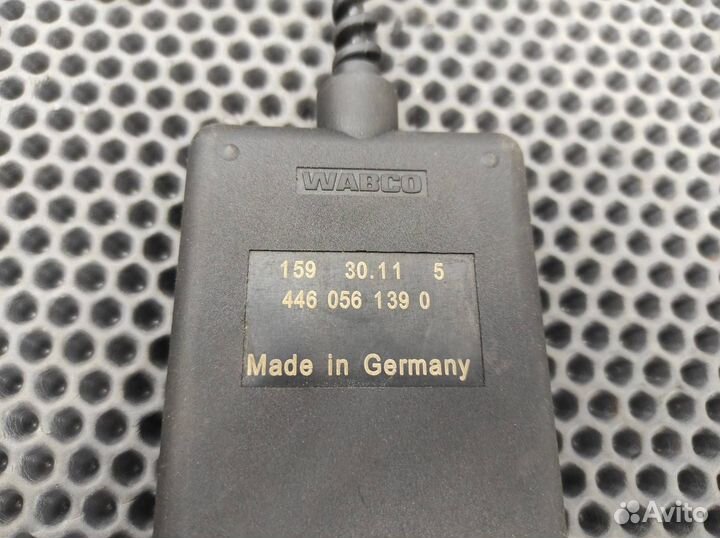 WABCO
159 30.11 5
446 056 139 0
Made in Germany
Avito